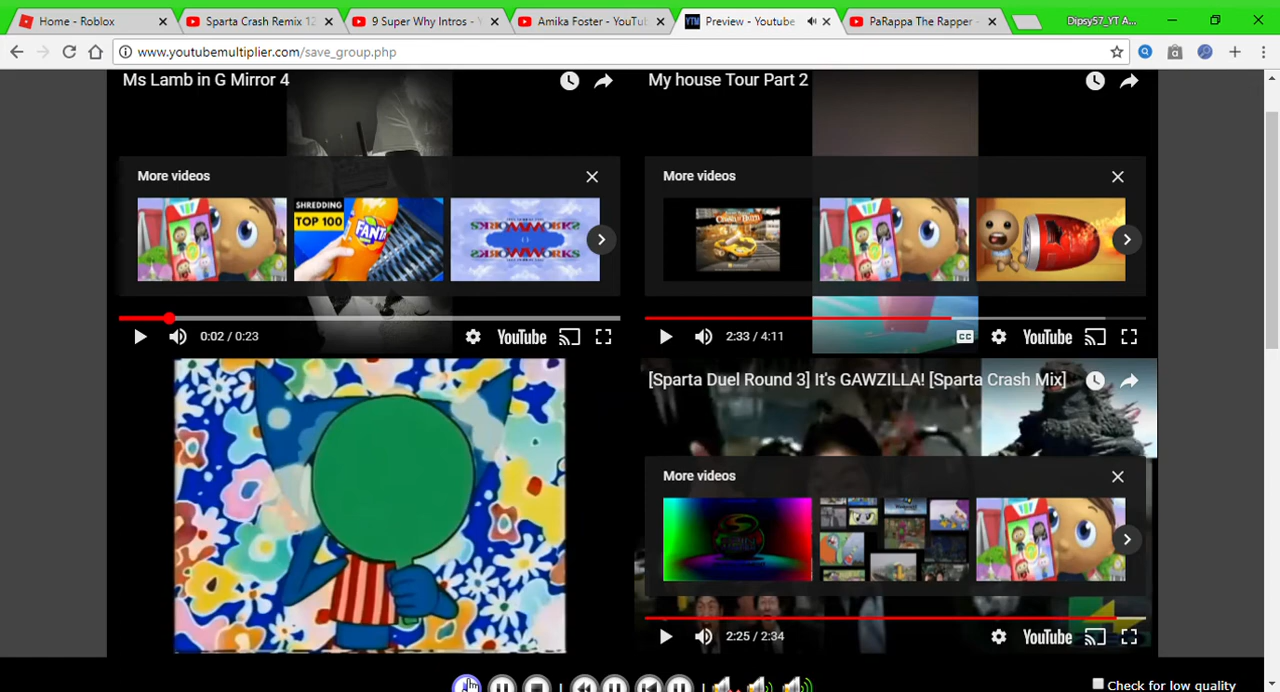 Home - Roblox
Sparta Crash Remix 12
9 Super Why Intros - Y
Amika Foster - YouTu
Preview - Youtube
PaRappa The Rapper -
Dipsy57_YT A...
www.youtubemultiplier.com/save_group.php
Ms Lamb in G Mirror 4
My house Tour Part 2
More videos
More videos
SHREDDING
TOP 100
FANTA
0:02 / 0:23
YouTube
2:33 / 4:11
CC
YouTube
[Sparta Duel Round 3] It's GAWZILLA! [Sparta Crash Mix]
More videos
2:25 / 2:34
YouTube
Check for low quality